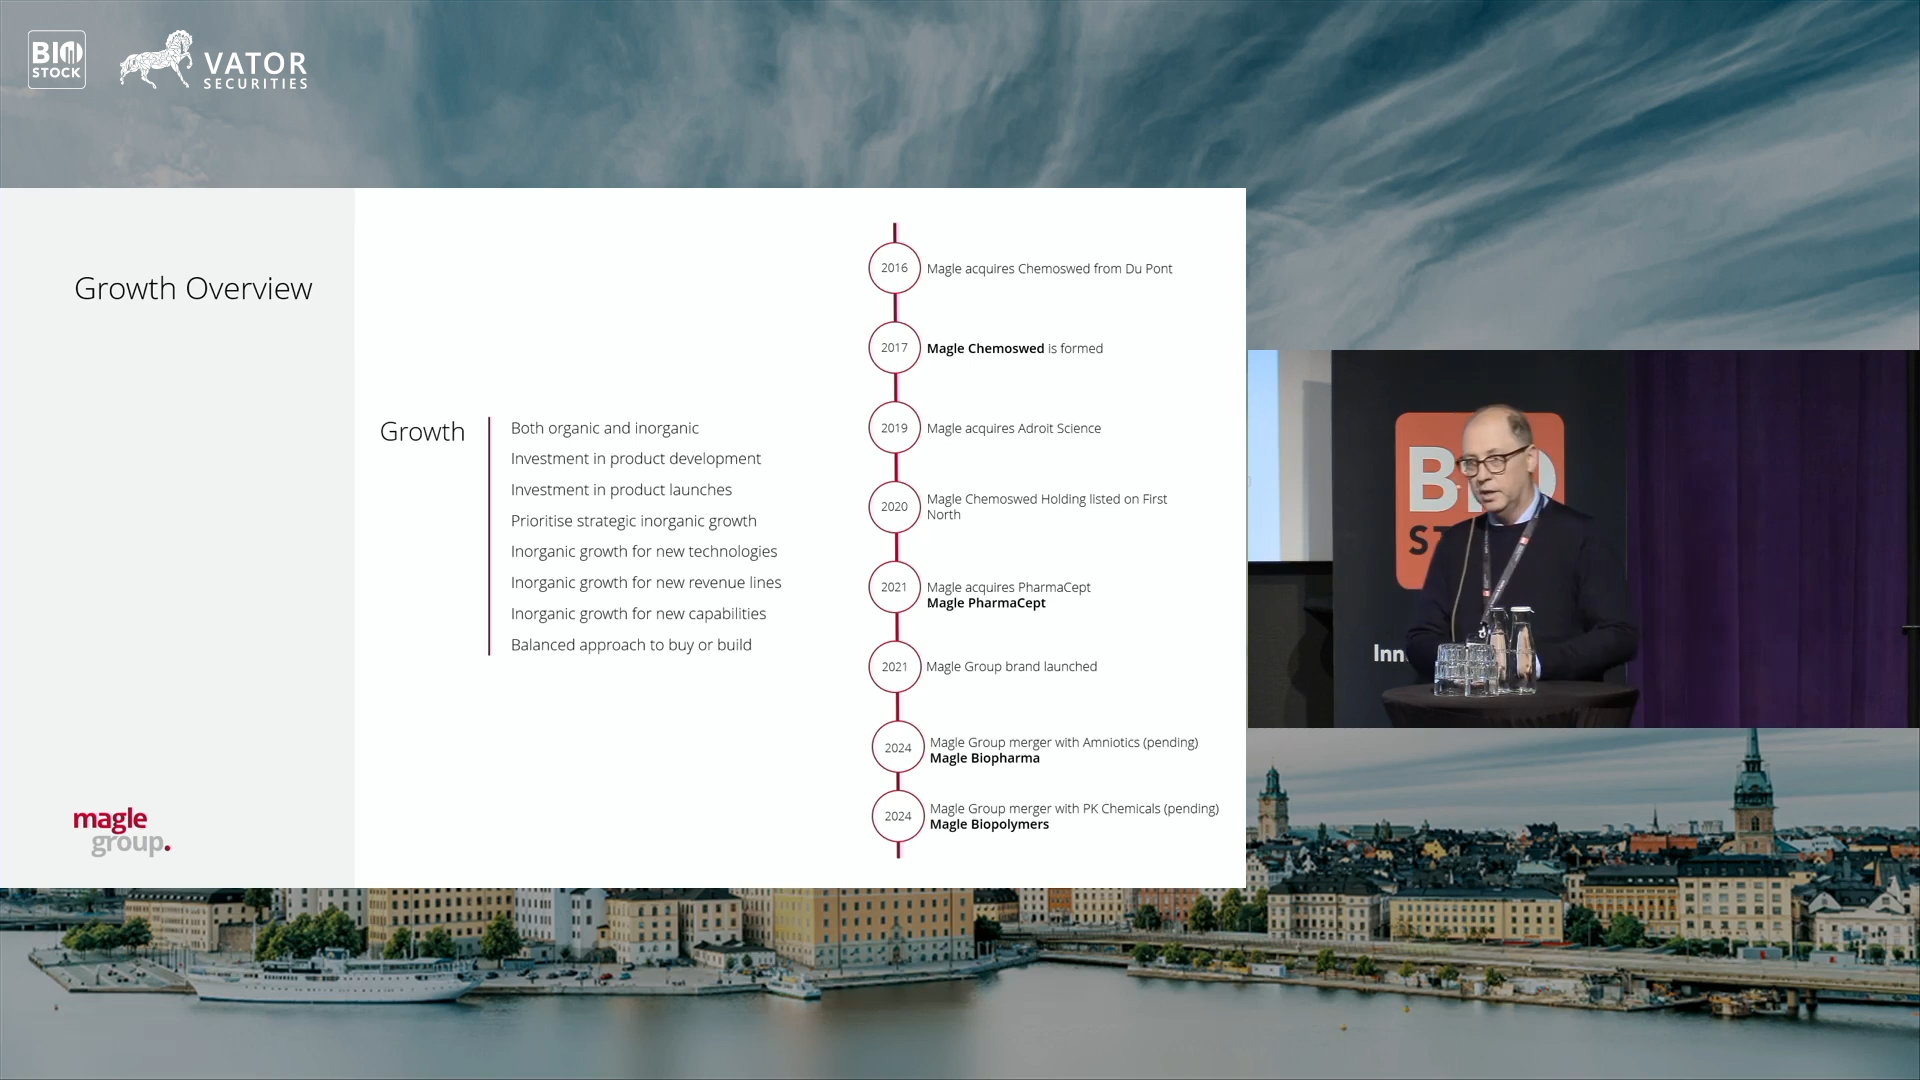 BIO
STOCK
VATOR
SECURITIES
Growth Overview
Growth
Both organic and inorganic
Investment in product development
Investment in product launches
Prioritise strategic inorganic growth
Inorganic growth for new technologies
Inorganic growth for new revenue lines
Inorganic growth for new capabilities
Balanced approach to buy or build
2016
Magle acquires Chemoswed from Du Pont
2017
Magle Chemoswed is formed
2019
Magle acquires Adroit Science
2020
Magle Chemoswed Holding listed on First
North
2021
Magle acquires PharmaCept
Magle PharmaCept
2021
Magle Group brand launched
2024
Magle Group merger with Amniotics (pending)
Magle Biopharma
2024
Magle Group merger with PK Chemicals (pending)
Magle Biopolymers
magle
group.
BIO
ST
Inn